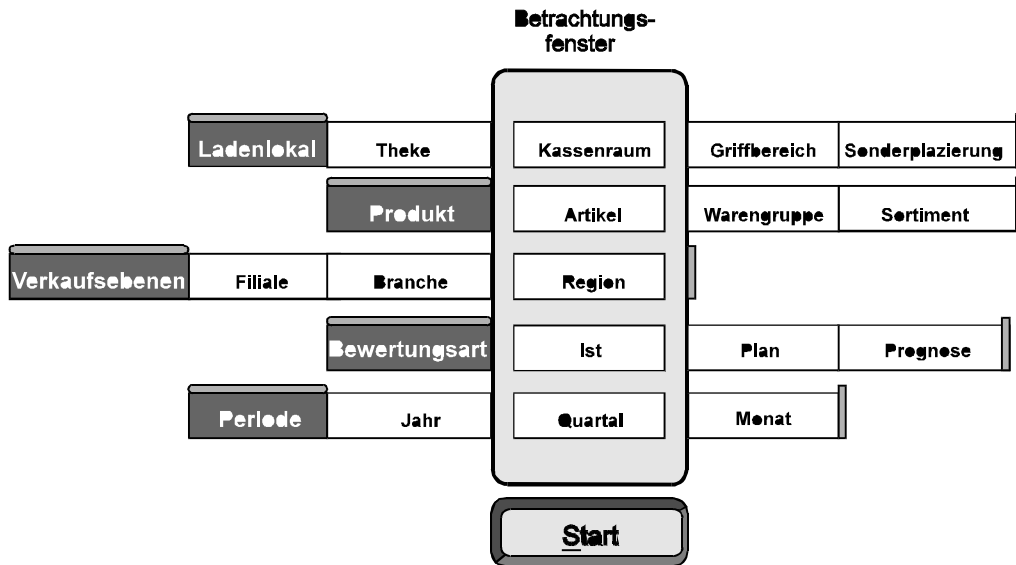 Betrachtungs-
fenster
Ladenlokal Theke Kassenraum Griffbereich Sonderplazierung
Produkt Artikel Warengruppe Sortiment
Verkaufsebenen Filiale Branche Region
Bewertungsart Ist Plan Prognose
Periode Jahr Quartal Monat
Start